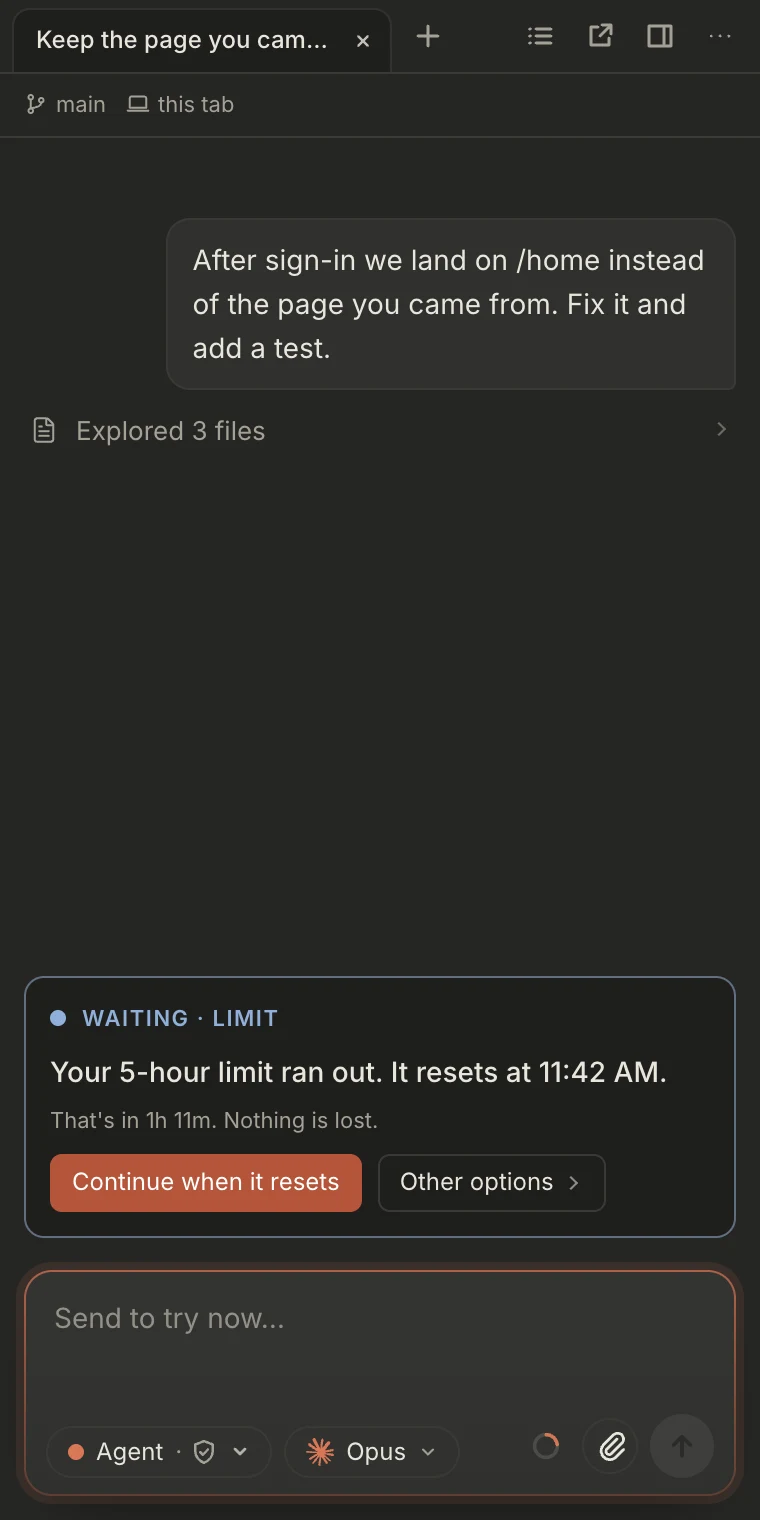 Keep the page you cam...
main
this tab
After sign-in we land on /home instead
of the page you came from. Fix it and
add a test.
Explored 3 files
WAITING · LIMIT
Your 5-hour limit ran out. It resets at 11:42 AM.
That's in 1h 11m. Nothing is lost.
Continue when it resets
Other options
Send to try now...
Agent ·
Opus